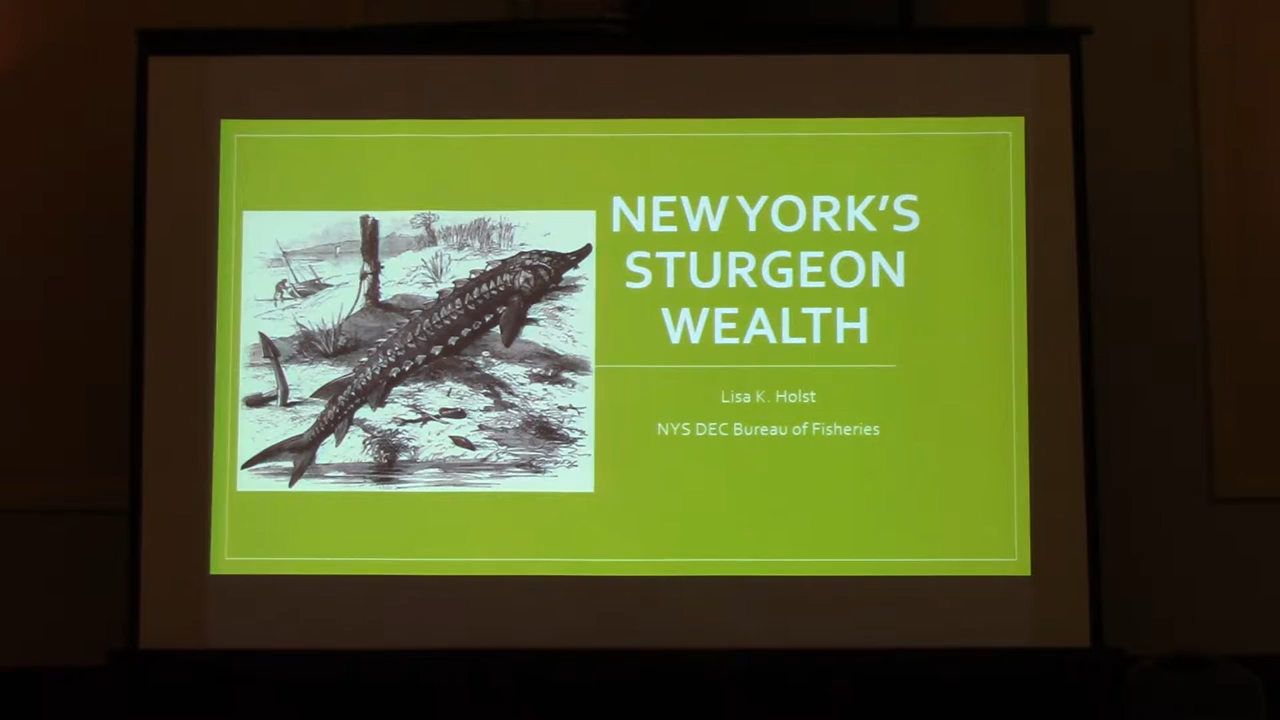 NEW YORK'S
STURGEON
WEALTH
Lisa K. Holst
NYS DEC Bureau of Fisheries